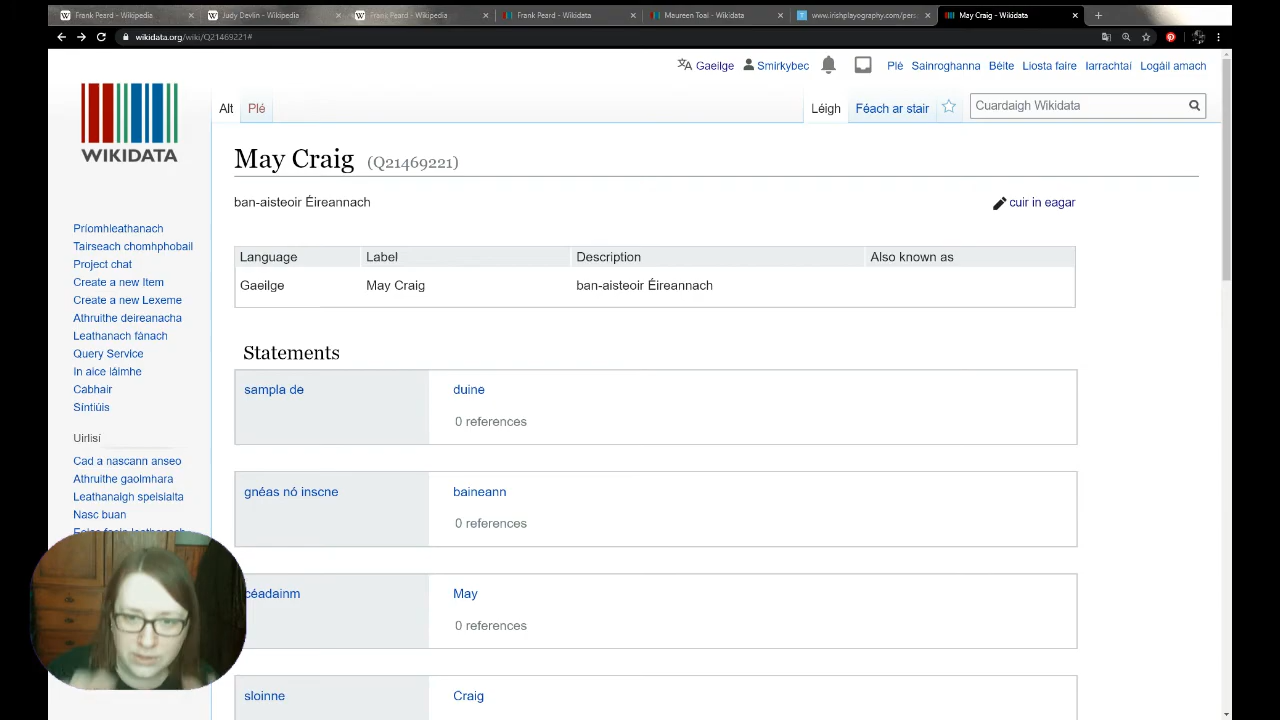 Frank Peard - Wikipedia
Judy Devlin - Wikipedia
Frank Peard - Wikipedia
Frank Peard - Wikidata
Maureen Toal - Wikidata
www.irishplayography.com/pers
May Craig - Wikidata
wikidata.org/wiki/Q21469221#
Gaeilge Smirkybec Plé Sainroghanna Béite Liosta faire Iarrachtaí Logáil amach
Alt Plé Léigh Féach ar stair Cuardaigh Wikidata
WIKIDATA
May Craig (Q21469221)
ban-aisteoir Éireannach cuir in eagar
Language Label Description Also known as
Gaeilge May Craig ban-aisteoir Éireannach
Statements
sampla de duine
0 references
gnéas nó inscne baineann
0 references
céadainm May
0 references
sloinne Craig
Príomhleathanach
Tairseach chomhphobail
Project chat
Create a new Item
Create a new Lexeme
Athruithe deireanacha
Leathanach fánach
Query Service
In aice láimhe
Cabhair
Síntiúis
Uirlisí
Cad a nascann anseo
Athruithe gaolmhara
Leathanaigh speisialta
Nasc buan